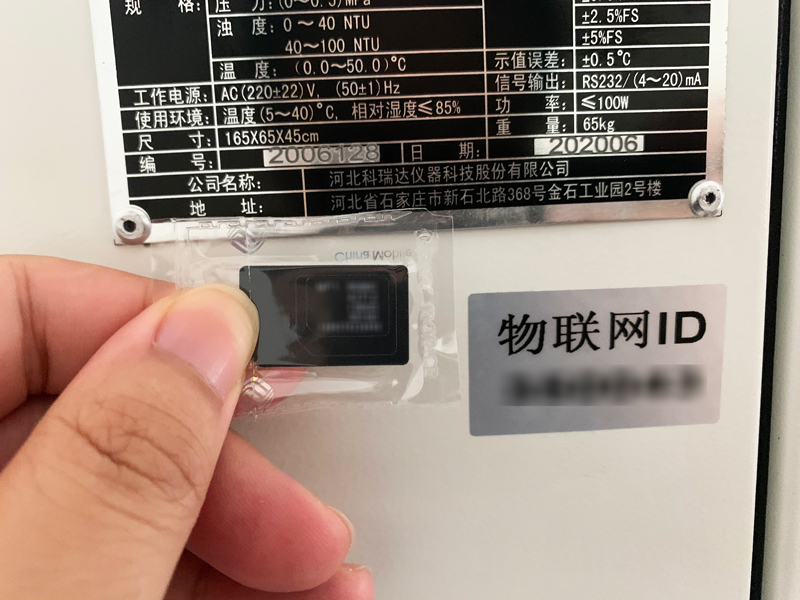 规 格: 压 力:(0～0.5)MPa
±2.5%FS
浊 度: 0～40 NTU
40～100 NTU
±5%FS
温 度: (0.0～50.0)°C
示值误差: ±0.5°C
工作电源: AC(220±22)V, (50±1)Hz
信号输出: RS232/(4～20)mA
使用环境: 温度(5～40)°C, 相对湿度≤85%
功 率: ≤100W
尺 寸: 165X65X45cm
重 量: 65kg
编 号: 2006128
日 期: 202006
公司名称: 河北科瑞达仪器科技股份有限公司
地 址: 河北省石家庄市新石北路368号金石工业园2号楼
China Mobile
物联网ID